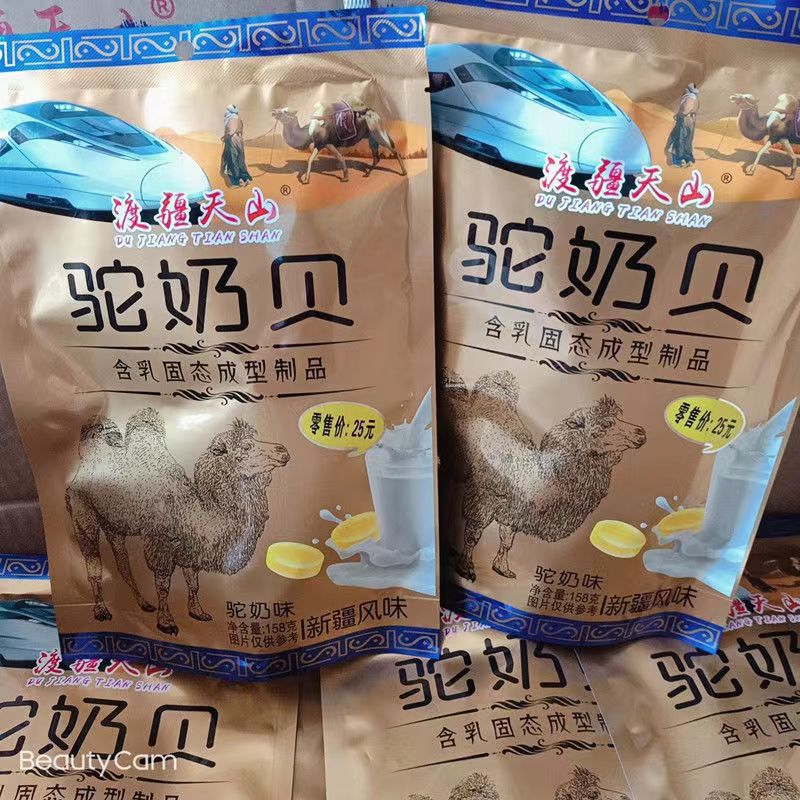 渡疆天山®
DU JIANG TIAN SHAN
驼奶贝
含乳固态成型制品
零售价:25元
驼奶味
净含量:158克
图片仅供参考
新疆风味
渡疆天山®
DU JIANG TIAN SHAN
驼奶贝
含乳固态成型制品
零售价:25元
驼奶味
净含量:158克
图片仅供参考
新疆风味
渡疆天山
DU JIANG TIAN SHAN
驼奶贝
乳固态成型制品
驼奶
含乳固态成型制
驼奶
含乳固态成
BeautyCam